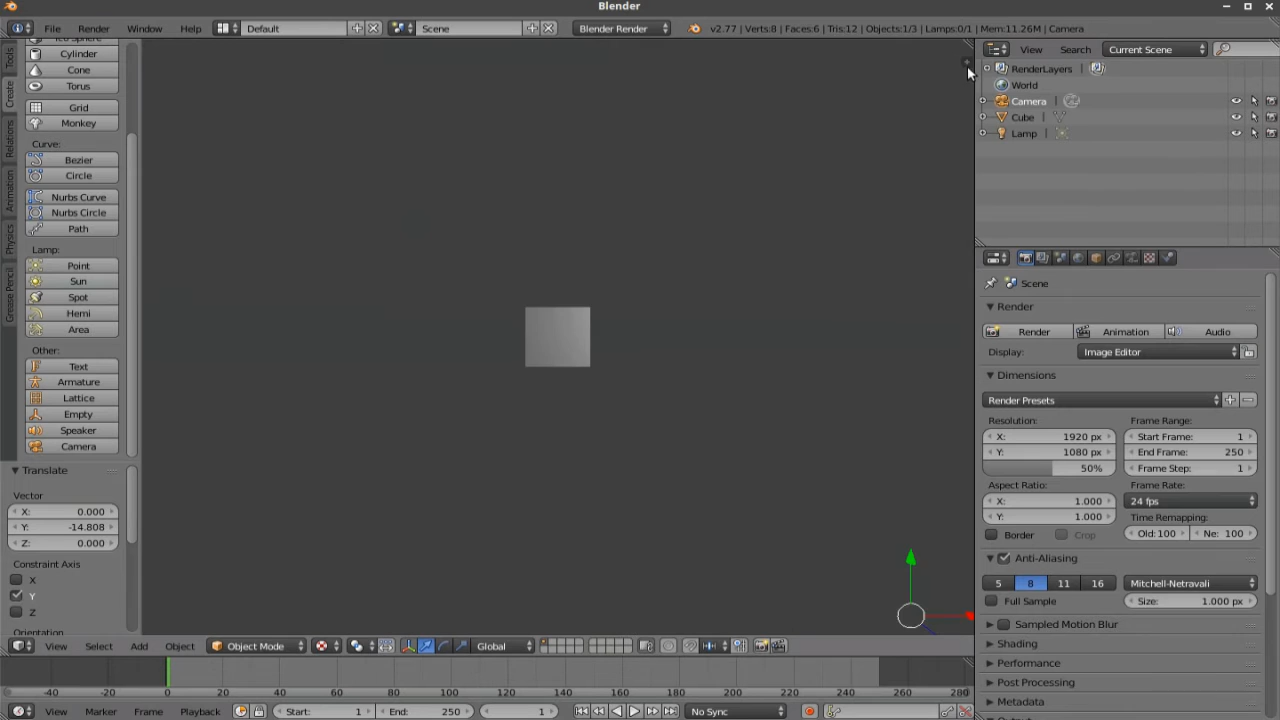 Blender
File Render Window Help Default Scene Blender Render v2.77 | Verts:8 | Faces:6 | Tris:12 | Objects:1/3 | Lamps:0/1 | Mem:11.26M | Camera
Tools
Create
Relations
Animation
Physics
Grease Pencil
Cylinder
Cone
Torus
Grid
Monkey
Curve:
Bezier
Circle
Nurbs Curve
Nurbs Circle
Path
Lamp:
Point
Sun
Spot
Hemi
Area
Other:
Text
Armature
Lattice
Empty
Speaker
Camera
Translate
Vector
X: 0.000
Y: -14.808
Z: 0.000
Constraint Axis
X
Y
Z
Orientation
View Select Add Object Object Mode Global
-40 -20 0 20 40 60 80 100 120 140 160 180 200 220 240 260 280
View Marker Frame Playback Start: 1 End: 250 1 No Sync
View Search Current Scene
RenderLayers
World
Camera
Cube
Lamp
Scene
Render
Render Animation Audio
Display: Image Editor
Dimensions
Render Presets
Resolution: Frame Range:
X: 1920 px Start Frame: 1
Y: 1080 px End Frame: 250
50% Frame Step: 1
Aspect Ratio: Frame Rate:
X: 1.000 24 fps
Y: 1.000 Time Remapping:
Border Crop Old:100 Ne: 100
Anti-Aliasing
5 8 11 16 Mitchell-Netravali
Full Sample Size: 1.000 px
Sampled Motion Blur
Shading
Performance
Post Processing
Metadata